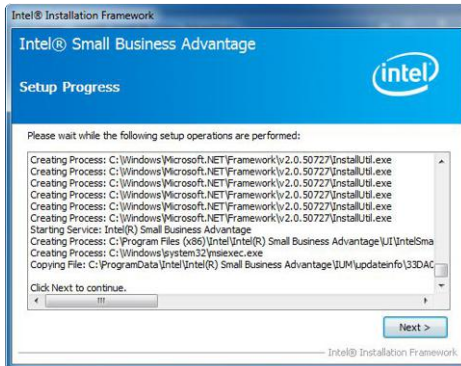 Intel® Installation Framework
Intel® Small Business Advantage
Setup Progress
intel
Please wait while the following setup operations are performed:
Creating Process: C:\Windows\Microsoft.NET\Framework\v2.0.50727\InstallUtil.exe
Creating Process: C:\Windows\Microsoft.NET\Framework\v2.0.50727\InstallUtil.exe
Creating Process: C:\Windows\Microsoft.NET\Framework\v2.0.50727\InstallUtil.exe
Creating Process: C:\Windows\Microsoft.NET\Framework\v2.0.50727\InstallUtil.exe
Creating Process: C:\Windows\Microsoft.NET\Framework\v2.0.50727\InstallUtil.exe
Creating Process: C:\Windows\Microsoft.NET\Framework\v2.0.50727\InstallUtil.exe
Starting Service: Intel(R) Small Business Advantage
Creating Process: C:\Program Files (x86)\Intel\Intel(R) Small Business Advantage\UI\IntelSma
Creating Process: C:\Windows\system32\msiexec.exe
Copying File: C:\ProgramData\Intel\Intel(R) Small Business Advantage\IUM\updateinfo\33DAC
Click Next to continue.
Next >
Intel® Installation Framework